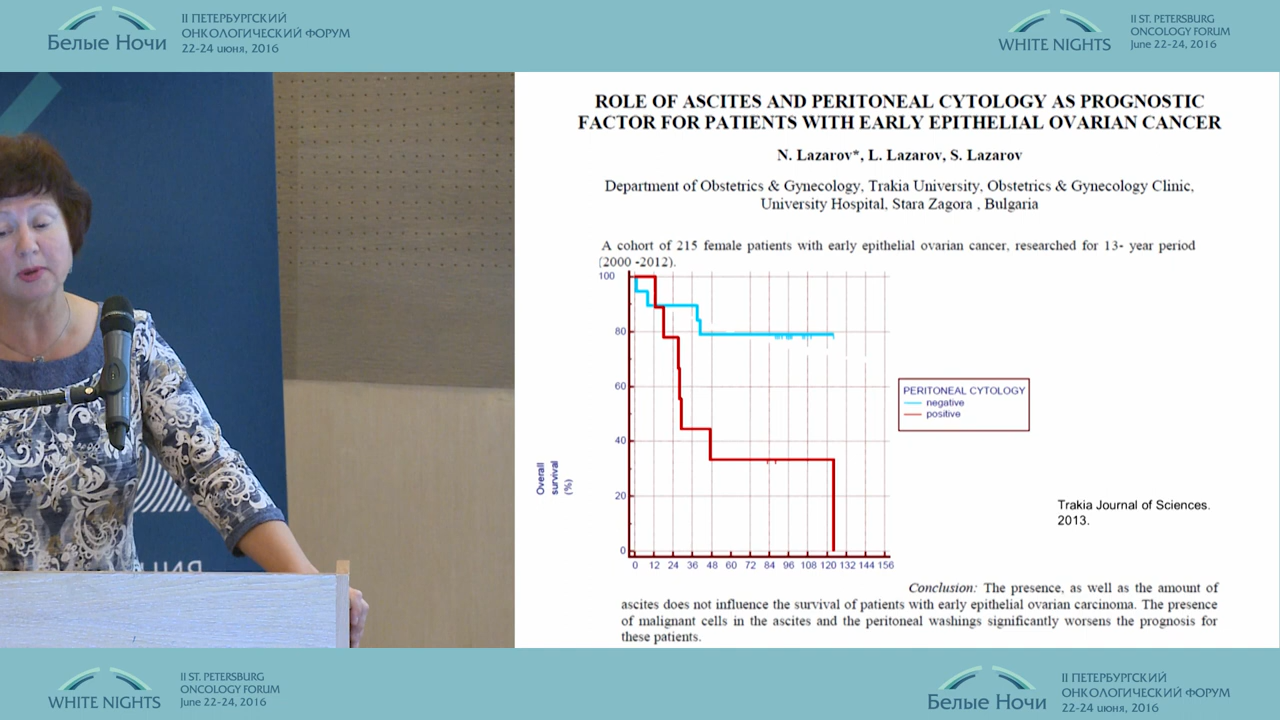 Белые Ночи
II ПЕТЕРБУРГСКИЙ
ОНКОЛОГИЧЕСКИЙ ФОРУМ
22-24 июня, 2016
WHITE NIGHTS
II ST. PETERSBURG
ONCOLOGY FORUM
June 22-24, 2016
ROLE OF ASCITES AND PERITONEAL CYTOLOGY AS PROGNOSTIC
FACTOR FOR PATIENTS WITH EARLY EPITHELIAL OVARIAN CANCER
N. Lazarov*, L. Lazarov, S. Lazarov
Department of Obstetrics & Gynecology, Trakia University, Obstetrics & Gynecology Clinic,
University Hospital, Stara Zagora , Bulgaria
A cohort of 215 female patients with early epithelial ovarian cancer, researched for 13- year period
(2000 -2012).
100
80
60
40
20
0
Overall
survival
(%)
0 12 24 36 48 60 72 84 96 108 120 132 144 156
PERITONEAL CYTOLOGY
negative
positive
Trakia Journal of Sciences.
2013.
Conclusion: The presence, as well as the amount of
ascites does not influence the survival of patients with early epithelial ovarian carcinoma. The presence
of malignant cells in the ascites and the peritoneal washings significantly worsens the prognosis for
these patients.
WHITE NIGHTS
II ST. PETERSBURG
ONCOLOGY FORUM
June 22-24, 2016
Белые Ночи
II ПЕТЕРБУРГСКИЙ
ОНКОЛОГИЧЕСКИЙ ФОРУМ
22-24 июня, 2016